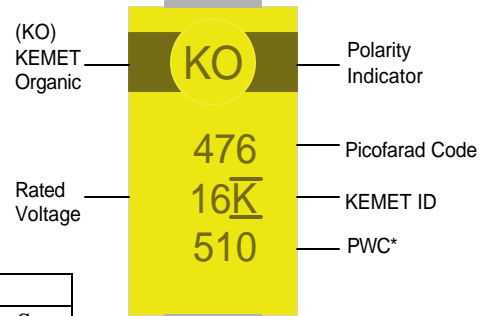 (KO)
KEMET
Organic
KO
Polarity
Indicator
476
Picofarad Code
Rated
Voltage
16K
KEMET ID
510
PWC*